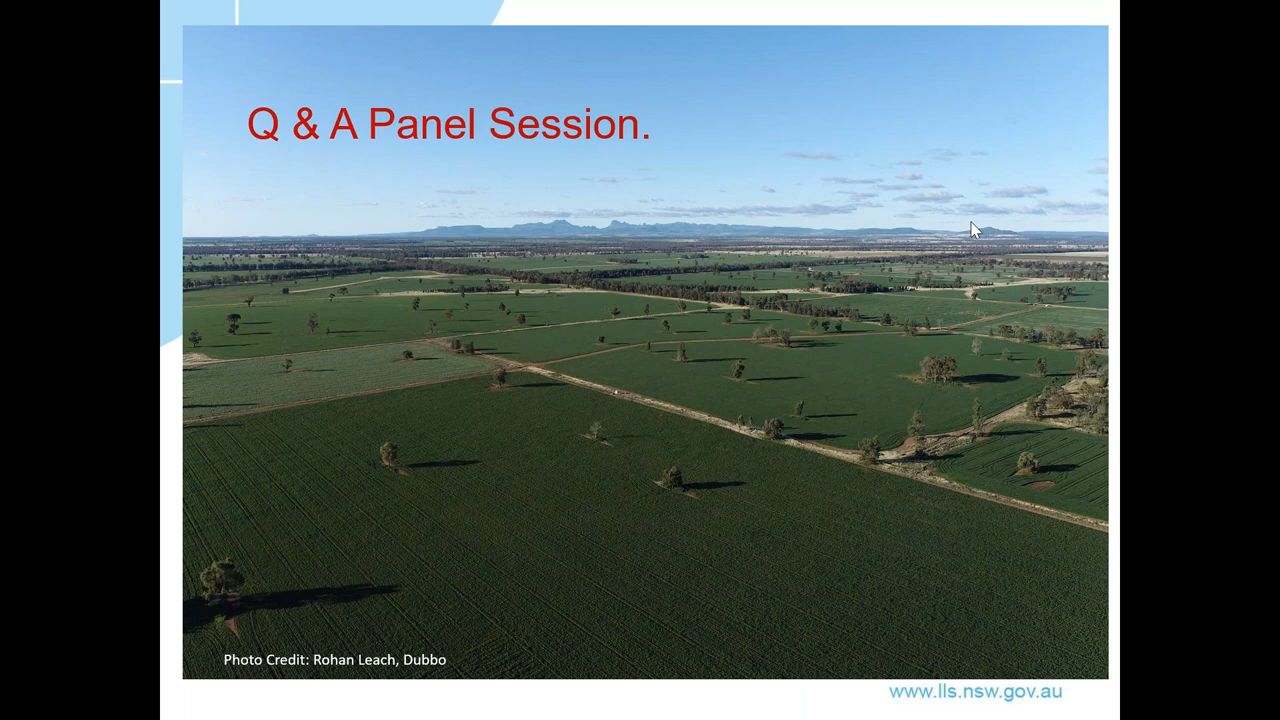 Q & A Panel Session.
Photo Credit: Rohan Leach, Dubbo
www.lls.nsw.gov.au